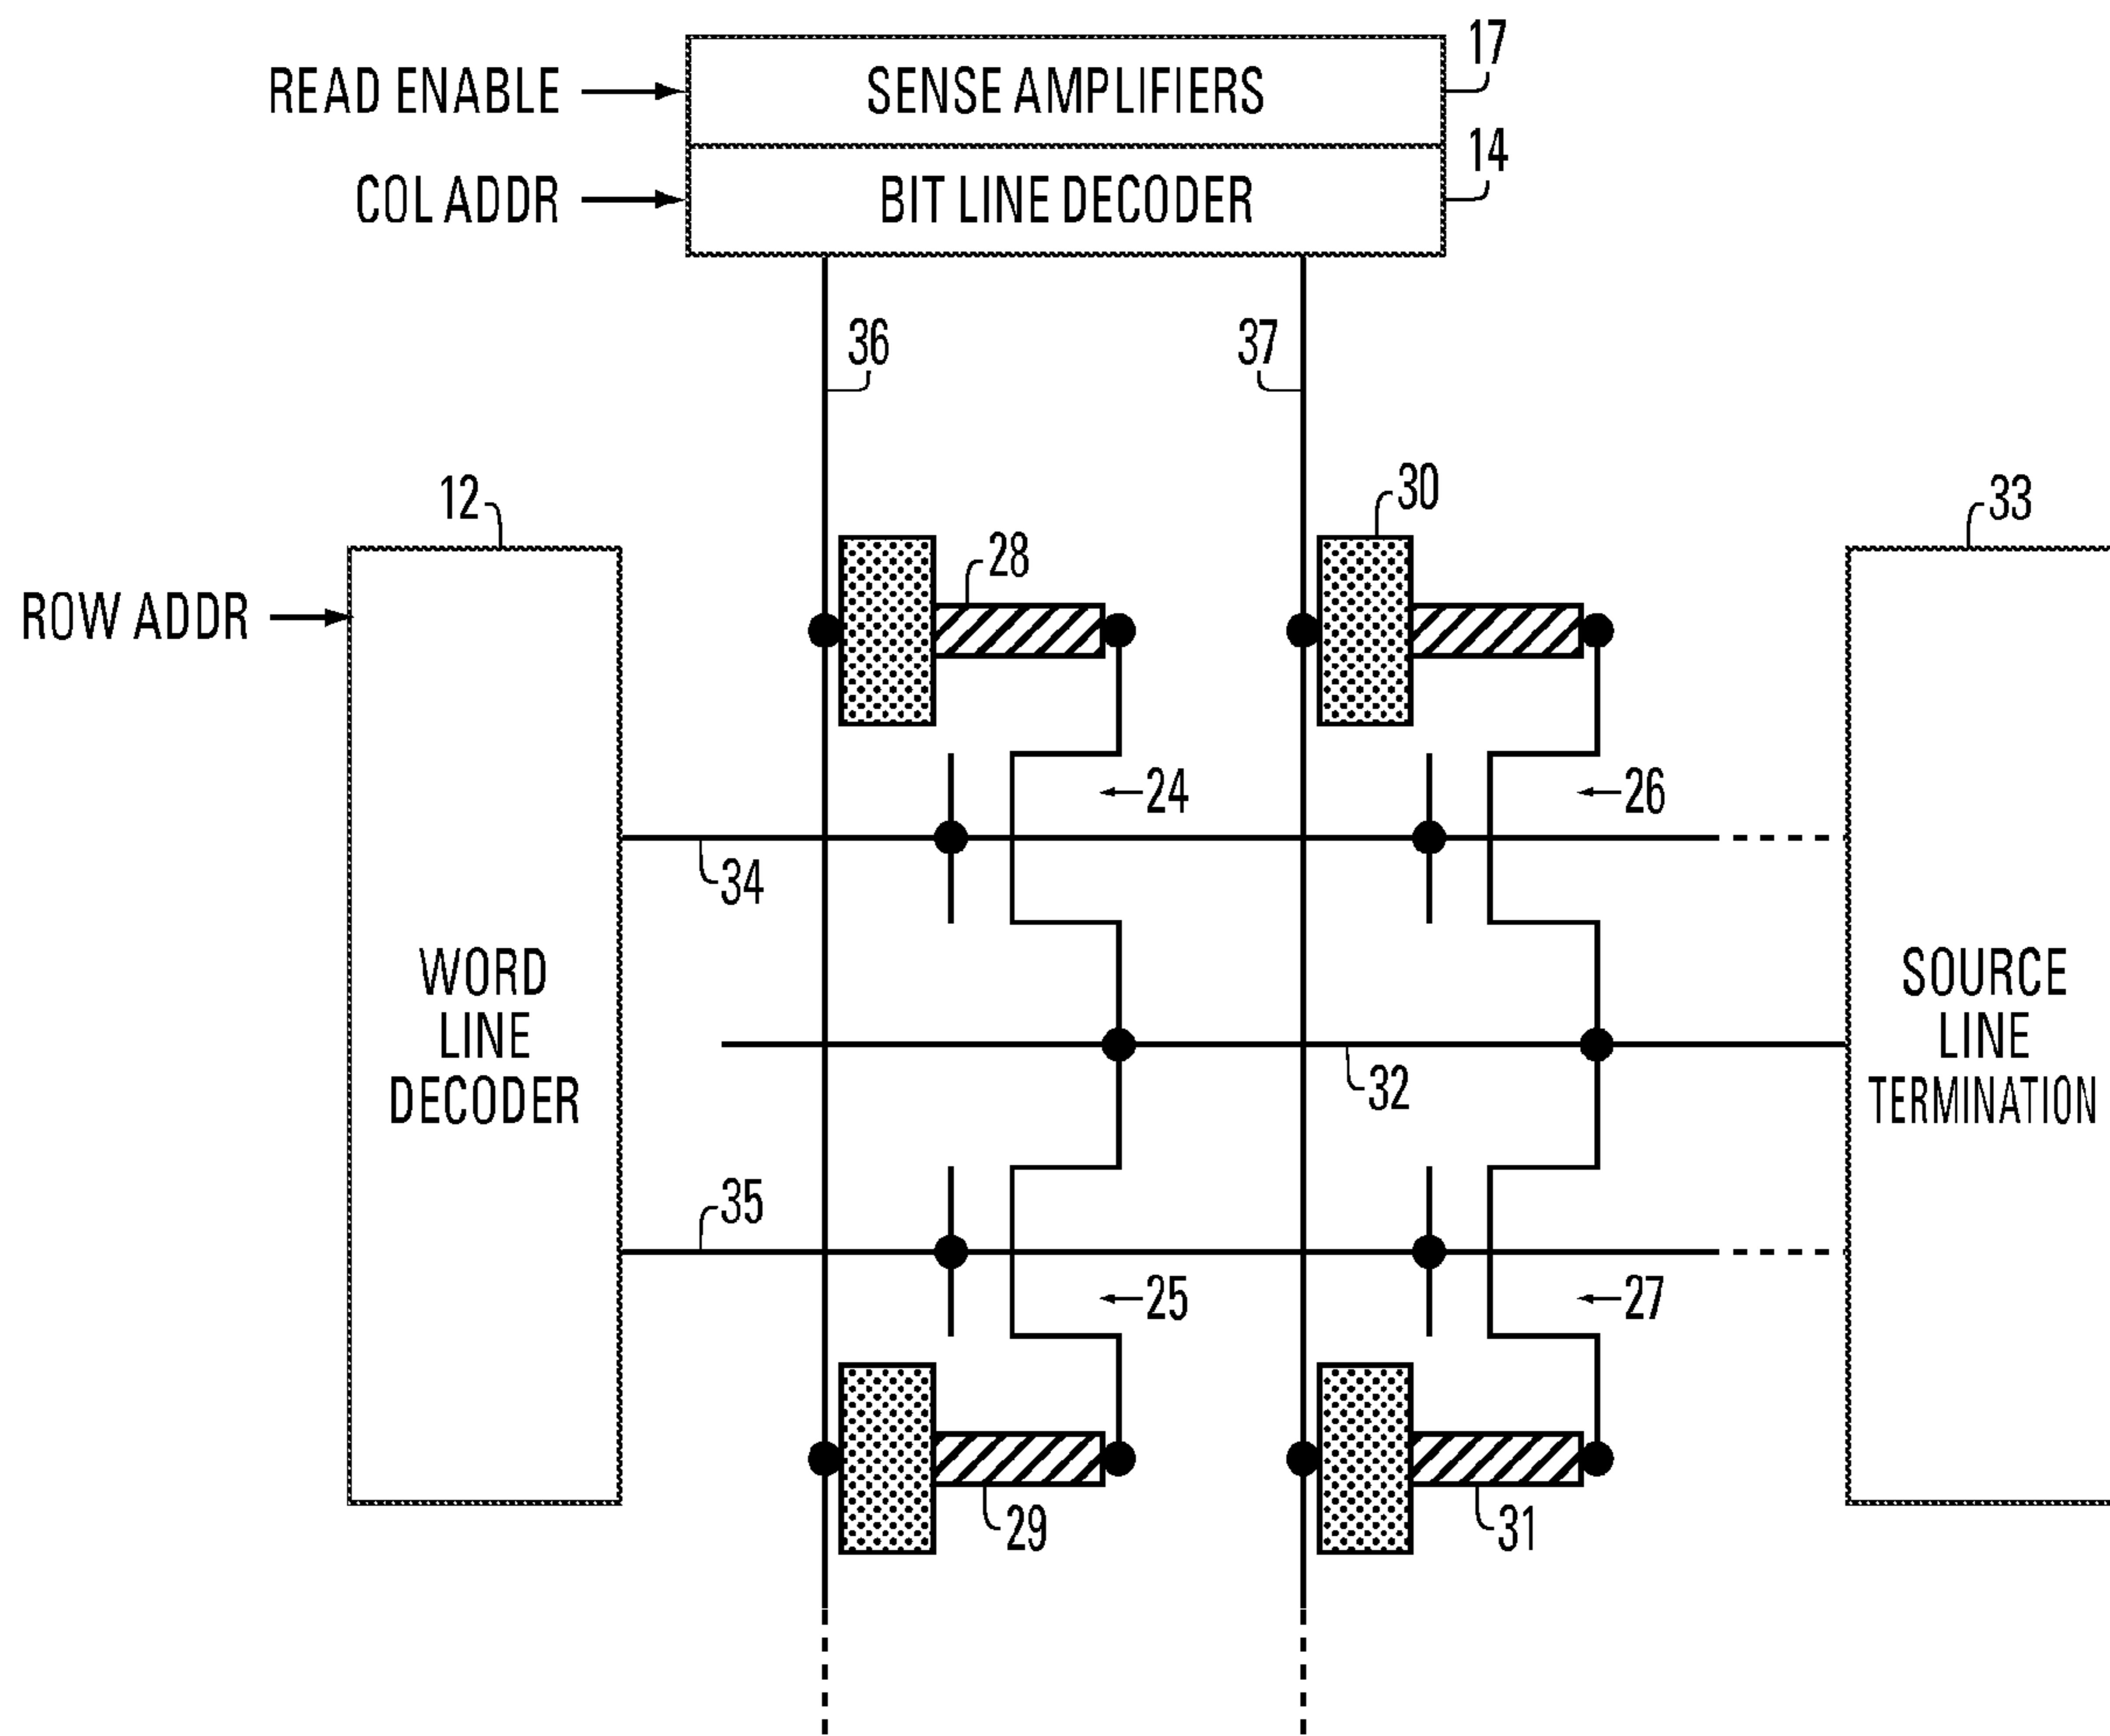 17
READ ENABLE
SENSE AMPLIFIERS
14
COL ADDR
BIT LINE DECODER
36
37
12
30
33
28
ROW ADDR
24
26
34
WORD
LINE
DECODER
SOURCE
LINE
TERMINATION
32
35
25
27
29
31